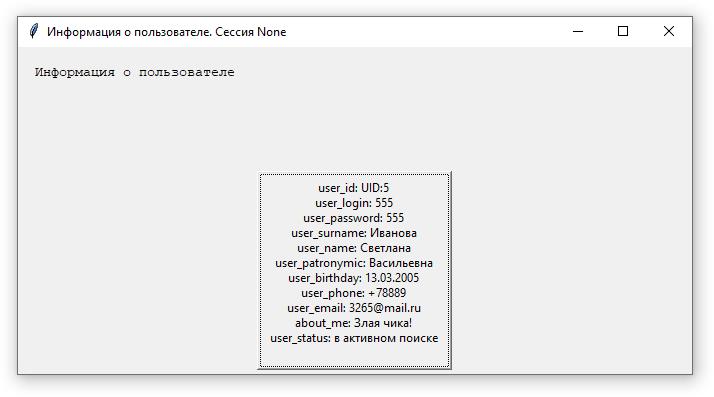 Информация о пользователе. Сессия None
Информация о пользователе
user_id: UID:5
user_login: 555
user_password: 555
user_surname: Иванова
user_name: Светлана
user_patronymic: Васильевна
user_birthday: 13.03.2005
user_phone: +78889
user_email: 3265@mail.ru
about_me: Злая чика!
user_status: в активном поиске